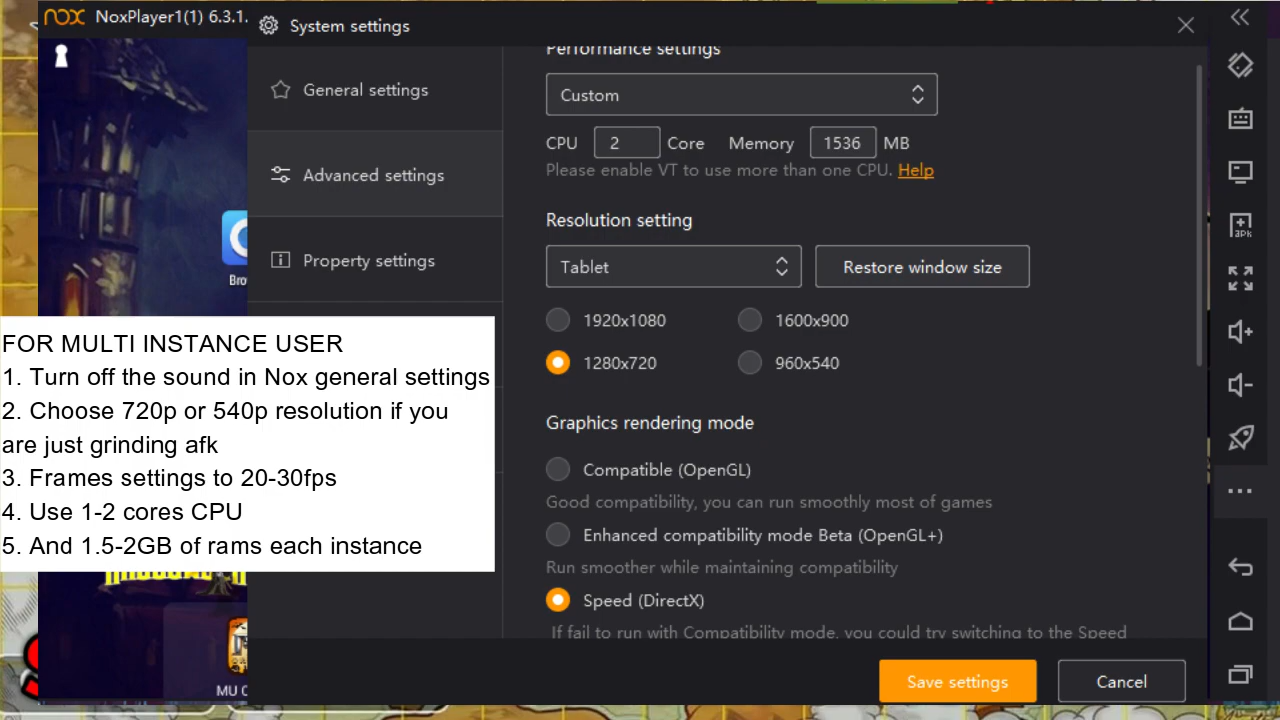 nox NoxPlayer1(1) 6.3.1.
System settings
General settings
Advanced settings
Property settings
Performance settings
Custom
CPU 2 Core Memory 1536 MB
Please enable VT to use more than one CPU. Help
Resolution setting
Tablet
Restore window size
1920x1080
1600x900
1280x720
960x540
Graphics rendering mode
Compatible (OpenGL)
Good compatibility, you can run smoothly most of games
Enhanced compatibility mode Beta (OpenGL+)
Run smoother while maintaining compatibility
Speed (DirectX)
If fail to run with Compatibility mode, you could try switching to the Speed
Save settings
Cancel
FOR MULTI INSTANCE USER
1. Turn off the sound in Nox general settings
2. Choose 720p or 540p resolution if you
are just grinding afk
3. Frames settings to 20-30fps
4. Use 1-2 cores CPU
5. And 1.5-2GB of rams each instance
Bro
MU